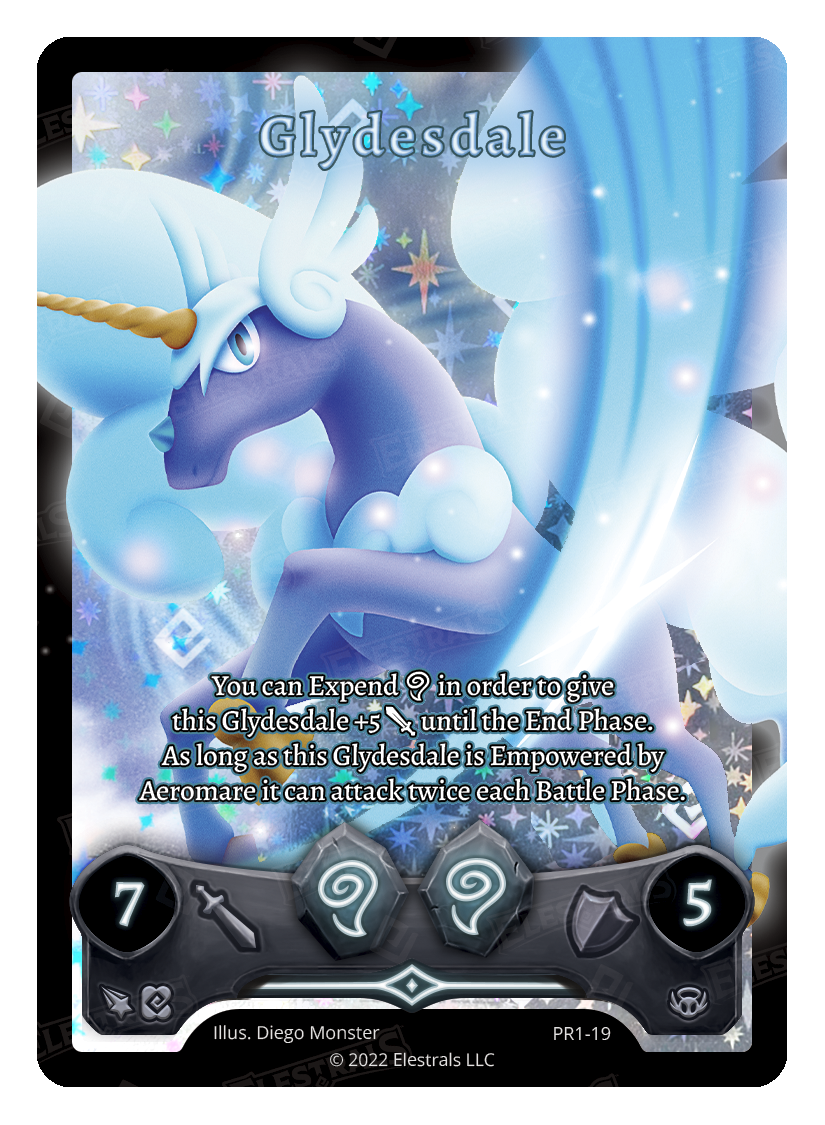 Glydesdale
You can Expend in order to give
this Glydesdale +5 until the End Phase.
As long as this Glydesdale is Empowered by
Aeromare it can attack twice each Battle Phase.
7 5
Illus. Diego Monster PR1-19
© 2022 Elestrals LLC
ELESTRALS